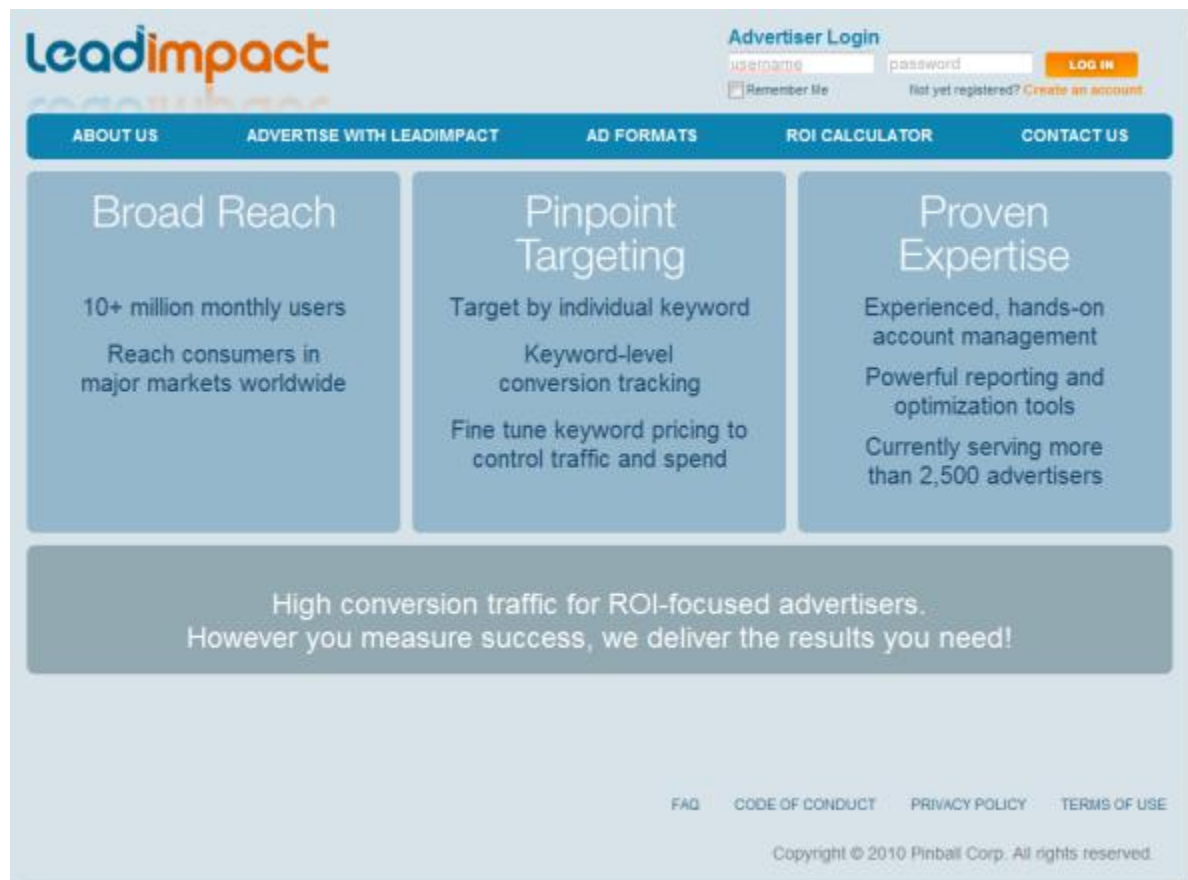 Leadimpact
Advertiser Login
username password LOG IN
Remember Me Not yet registered? Create an account
ABOUT US ADVERTISE WITH LEADIMPACT AD FORMATS ROI CALCULATOR CONTACT US
Broad Reach
10+ million monthly users
Reach consumers in
major markets worldwide
Pinpoint
Targeting
Target by individual keyword
Keyword-level
conversion tracking
Fine tune keyword pricing to
control traffic and spend
Proven
Expertise
Experienced, hands-on
account management
Powerful reporting and
optimization tools
Currently serving more
than 2,500 advertisers
High conversion traffic for ROI-focused advertisers.
However you measure success, we deliver the results you need!
FAQ CODE OF CONDUCT PRIVACY POLICY TERMS OF USE
Copyright © 2010 Pinball Corp. All rights reserved.